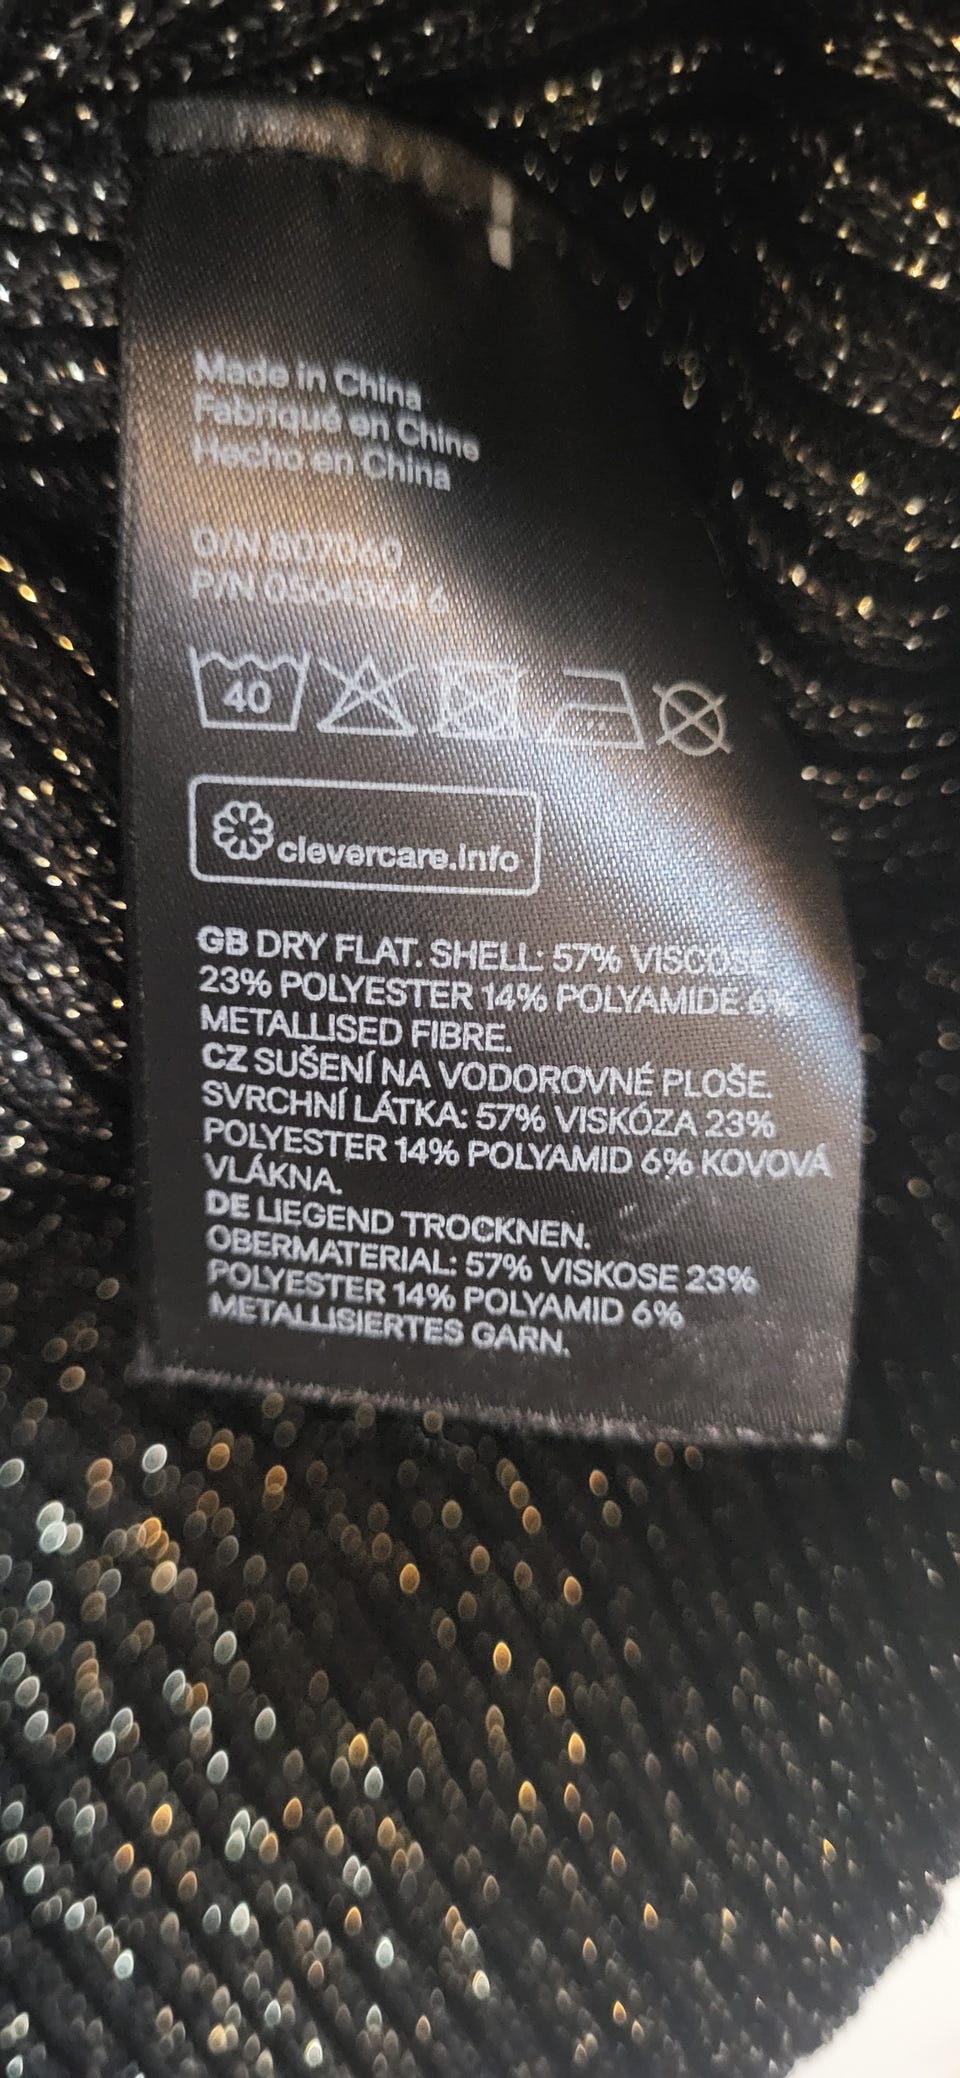 Made in China
Fabriqué en Chine
Hecho en China
O/N 807060
P/N
40
clevercare.info
GB DRY FLAT. SHELL: 57% VISCOSE
23% POLYESTER 14% POLYAMIDE 6%
METALLISED FIBRE.
CZ SUŠENÍ NA VODOROVNÉ PLOŠE.
SVRCHNÍ LÁTKA: 57% VISKÓZA 23%
POLYESTER 14% POLYAMID 6% KOVOVÁ
VLÁKNA.
DE LIEGEND TROCKNEN.
OBERMATERIAL: 57% VISKOSE 23%
POLYESTER 14% POLYAMID 6%
METALLISIERTES GARN.